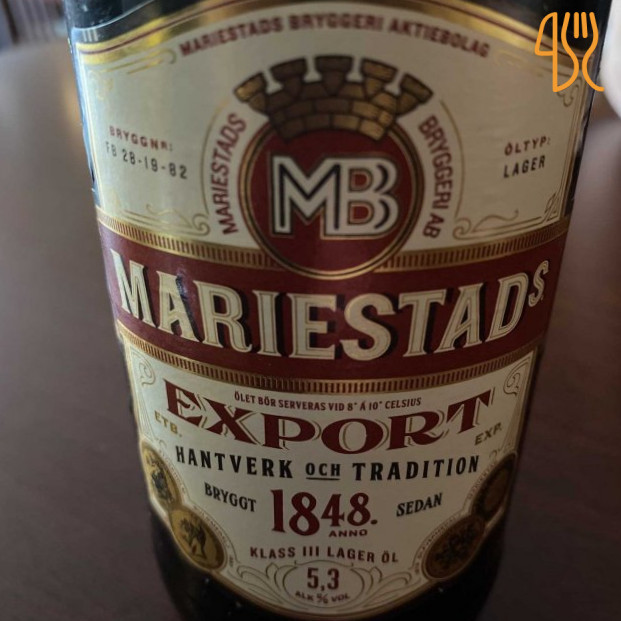 MARIESTADS BRYGGERI AKTIEBOLAG
MARIESTADS BRYGGERI AB
BRYGGNR:
FB 28-19-82
ÖLTYP:
LAGER
MB
MARIESTADS
ÖLET BÖR SERVERAS VID 8° Á 10° CELSIUS
EXPORT
ETB. EXP.
HANTVERK OCH TRADITION
BRYGGT 1848. SEDAN
ANNO
KLASS III LAGER ÖL
5,3
ALK % VOL